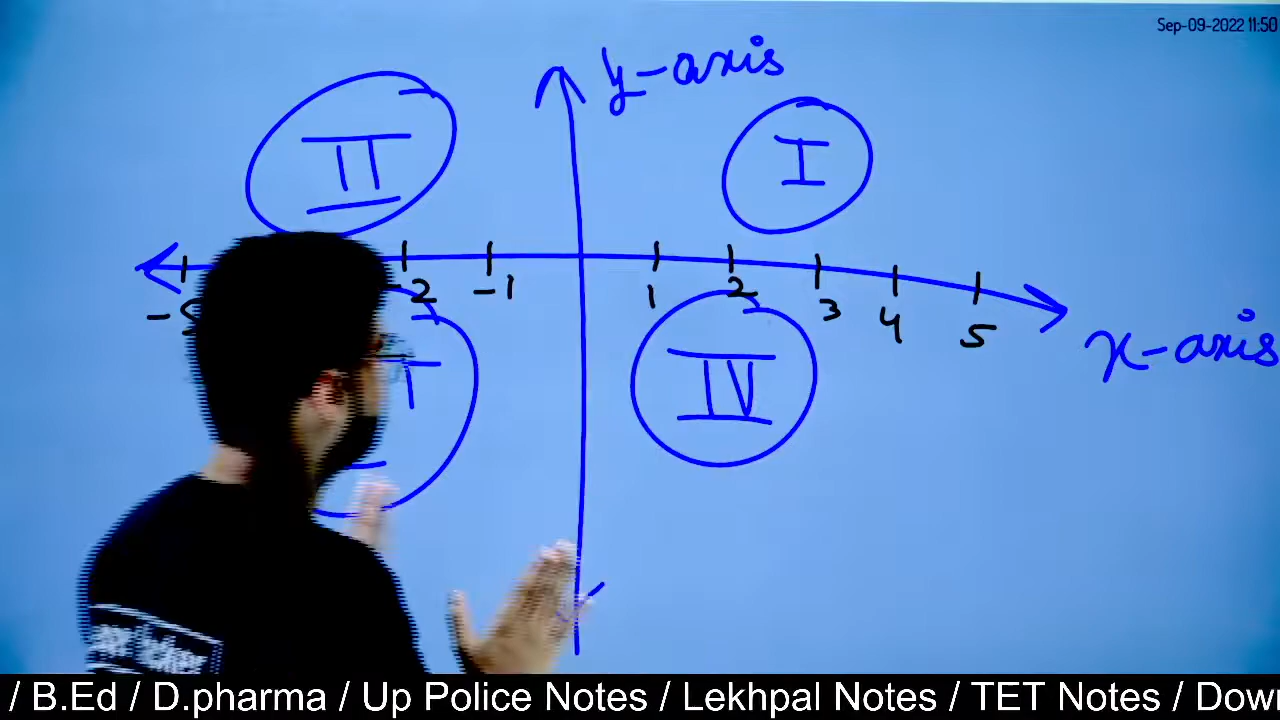 Sep-09-2022 11:50
y-axis
II
I
-2 -1 1 2 3 4 5
x-axis
IV
/ B.Ed / D.pharma / Up Police Notes / Lekhpal Notes / TET Notes / Dow